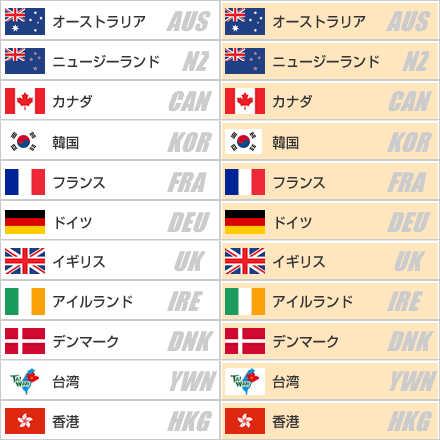 オーストラリア AUS オーストラリア AUS
ニュージーランド NZ ニュージーランド NZ
カナダ CAN カナダ CAN
韓国 KOR 韓国 KOR
フランス FRA フランス FRA
ドイツ DEU ドイツ DEU
イギリス UK イギリス UK
アイルランド IRE アイルランド IRE
デンマーク DNK デンマーク DNK
TAIWAN 台湾 YWN TAIWAN 台湾 YWN
香港 HKG 香港 HKG